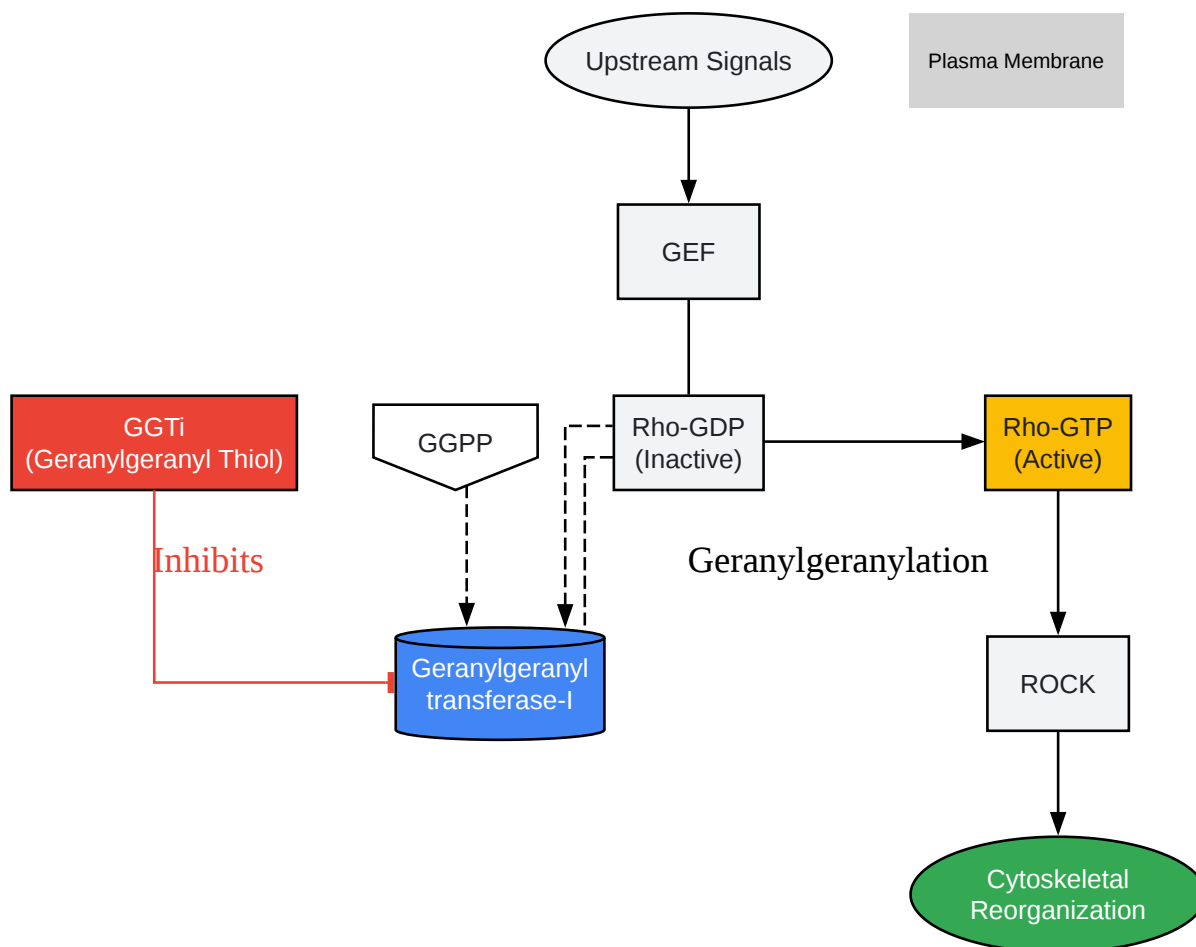 Upstream Signals
Plasma Membrane
GEF
GGTi
(Geranylgeranyl Thiol)
GGPP
Rho-GDP
(Inactive)
Rho-GTP
(Active)
Inhibits
Geranylgeranylation
Geranylgeranyl
transferase-I
ROCK
Cytoskeletal
Reorganization